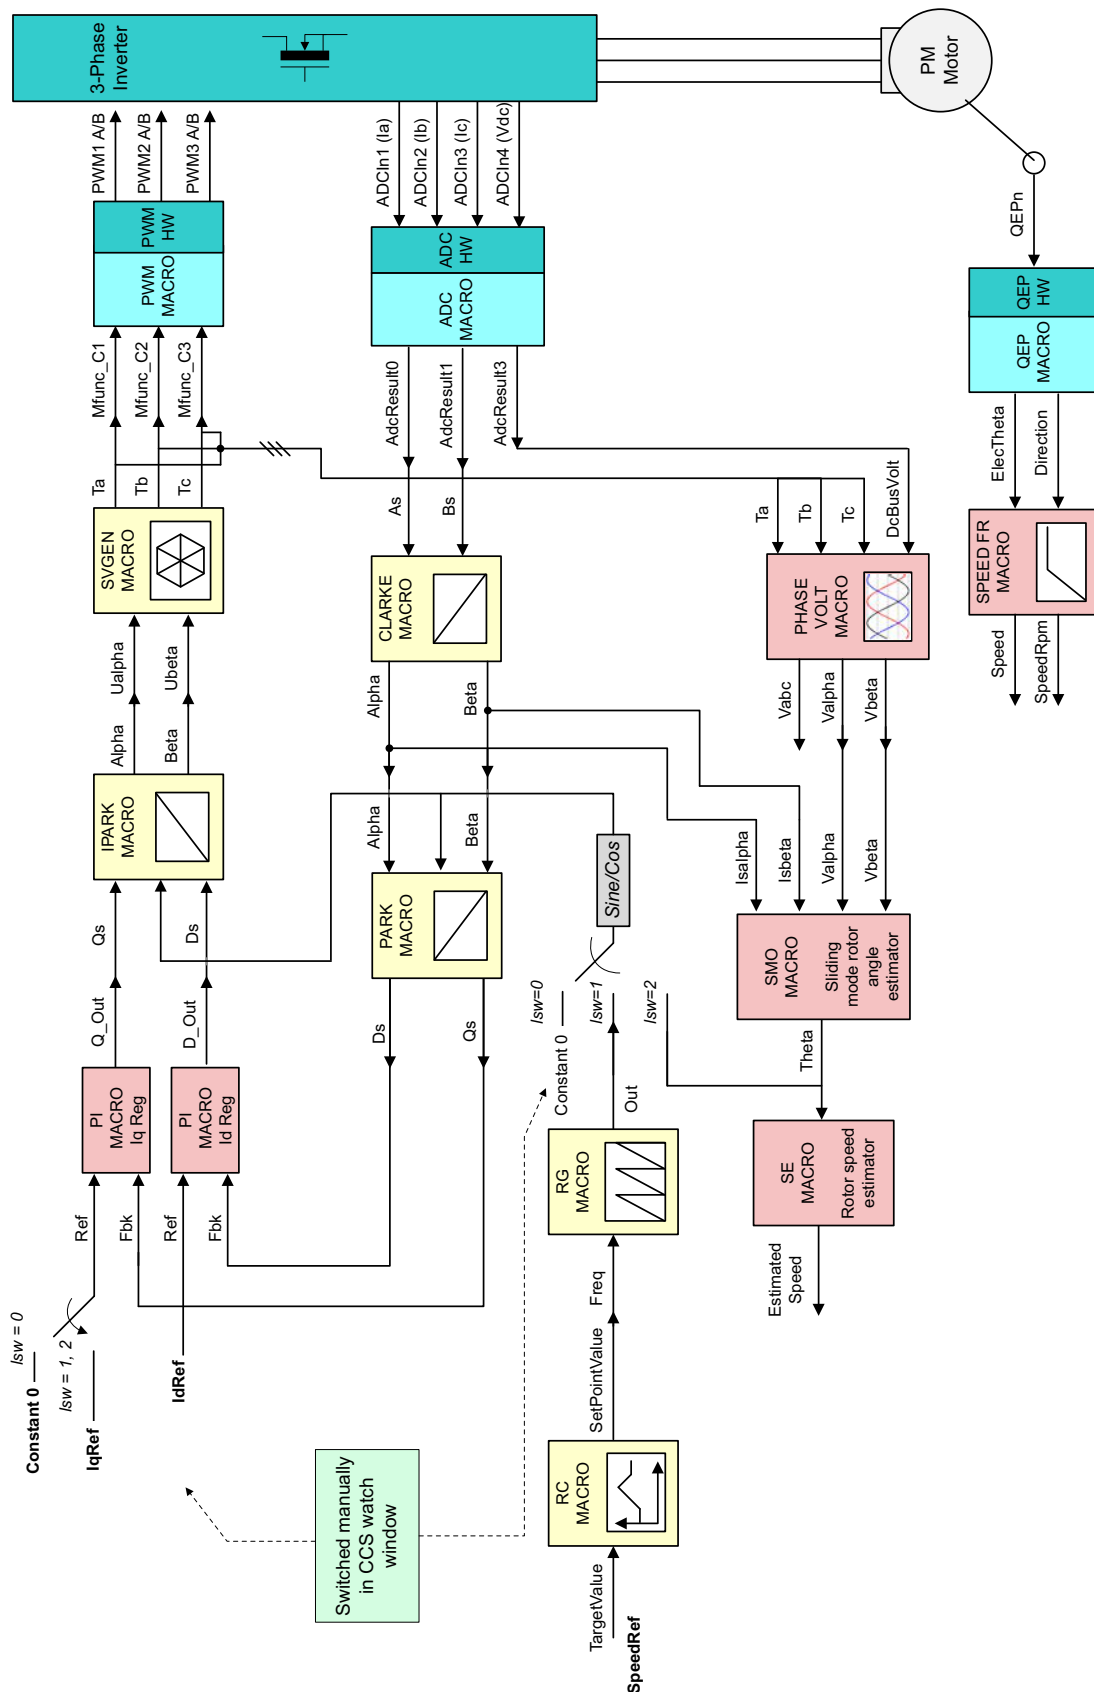 Constant 0
Isw = 0
Isw = 1, 2
IqRef
IdRef
Ref
Fbk
Ref
Fbk
PI
MACRO
Iq Reg
PI
MACRO
Id Reg
Q_Out
Qs
D_Out
Ds
IPARK
MACRO
Alpha
Ualpha
Beta
Ubeta
SVGEN
MACRO
Ta
Mfunc_C1
Tb
Mfunc_C2
Tc
Mfunc_C3
PWM
MACRO
PWM
HW
PWM1 A/B
PWM2 A/B
PWM3 A/B
3-Phase
Inverter
Switched manually
in CCS watch
window
Ds
Qs
PARK
MACRO
Alpha
Beta
Alpha
Beta
CLARKE
MACRO
As
Bs
AdcResult0
AdcResult1
AdcResult3
ADC
MACRO
ADC
HW
ADCIn1 (Ia)
ADCIn2 (Ib)
ADCIn3 (Ic)
ADCIn4 (Vdc)
TargetValue
SpeedRef
RC
MACRO
SetPointValue
Freq
RG
MACRO
Out
Constant 0
Isw=0
Isw=1
Isw=2
Sine/Cos
Estimated
Speed
SE
MACRO
Rotor speed
estimator
Theta
SMO
MACRO
Sliding
mode rotor
angle
estimator
Isalpha
Isbeta
Valpha
Vbeta
Vabc
Valpha
Vbeta
PHASE
VOLT
MACRO
Ta
Tb
Tc
DcBusVolt
Speed
SpeedRpm
SPEED FR
MACRO
ElecTheta
Direction
QEP
MACRO
QEP
HW
QEPn
PM
Motor